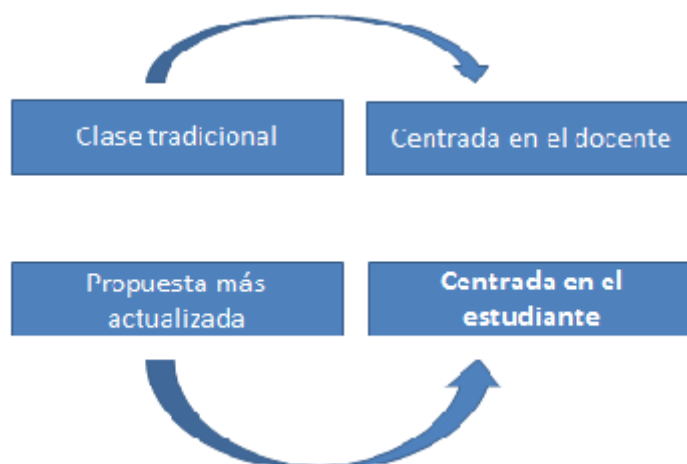 Clase tradicional
Centrada en el docente
Propuesta más
actualizada
Centrada en el
estudiante